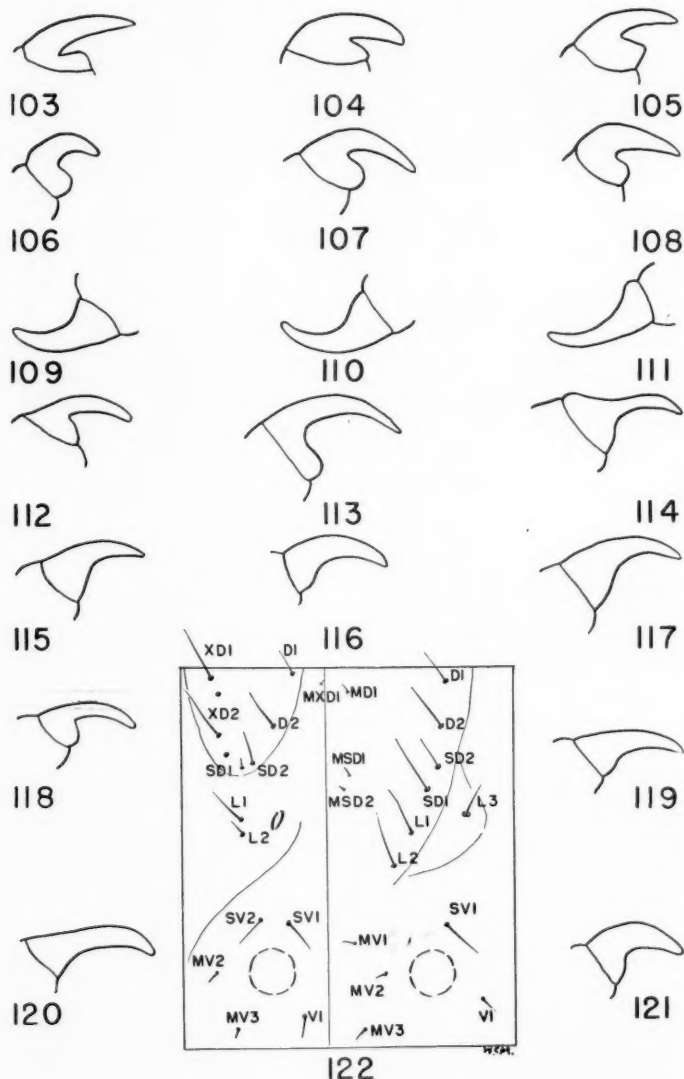 103 104 105
106 107 108
109 110 111
112 113 114
115 116 117
118 119
120 121
XD1 D1 D1
MXD1 MD1
XD2 D2 D2
SD1 SD2 MSD1 SD2
MSD2 SD1 L3
L1 L1
L2 L2
SV2 SV1 SV1
MV1
MV2 MV2
MV3 V1 MV3 V1
122